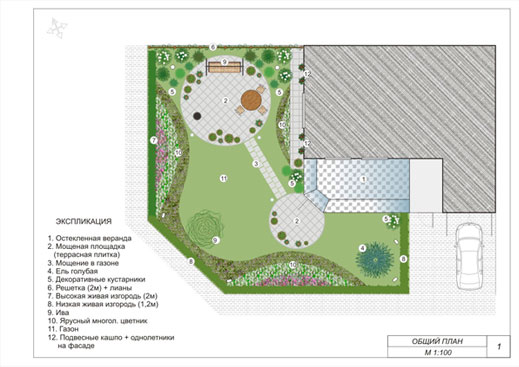 ЭКСПЛИКАЦИЯ
1. Остекленная веранда
2. Мощеная площадка
(террасная плитка)
3. Мощение в газоне
4. Ель голубая
5. Декоративные кустарники
6. Решетка (2м) + лианы
7. Высокая живая изгородь (2м)
8. Низкая живая изгородь (1,2м)
9. Ива
10. Ярусный многол. цветник
11. Газон
12. Подвесные кашпо + однолетники
на фасаде
6
9
12
5
5
2
7
10
10
12
3
1
11
5
2
9
4
5
8
8
10
ОБЩИЙ ПЛАН
М 1:100
1